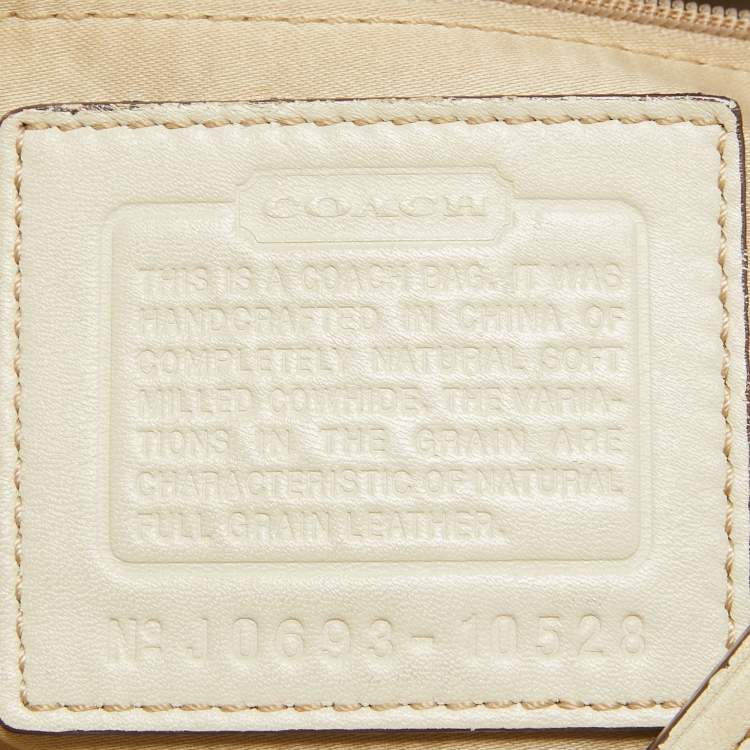 COACH
THIS IS A COACH BAG. IT WAS
HANDCRAFTED IN CHINA OF
COMPLETELY NATURAL SOFT
MILLED COWHIDE. THE VARIA-
TIONS IN THE GRAIN ARE
CHARACTERISTIC OF NATURAL
FULL GRAIN LEATHER.
Nº J0693-10528